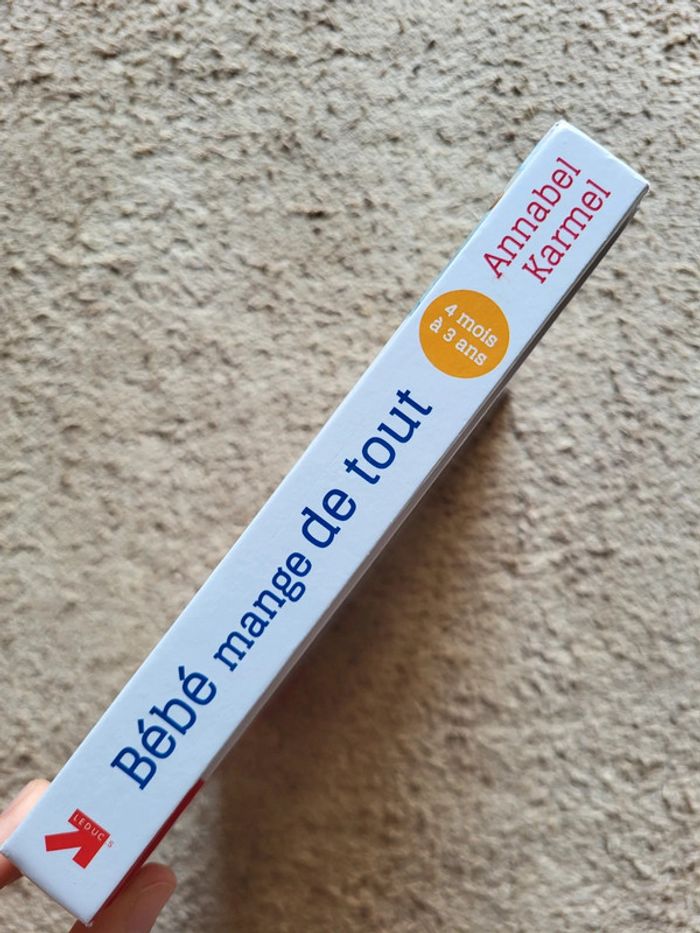 Annabel
Karmel
4 mois
à 3 ans
Bébé mange de tout
LEDUC.S